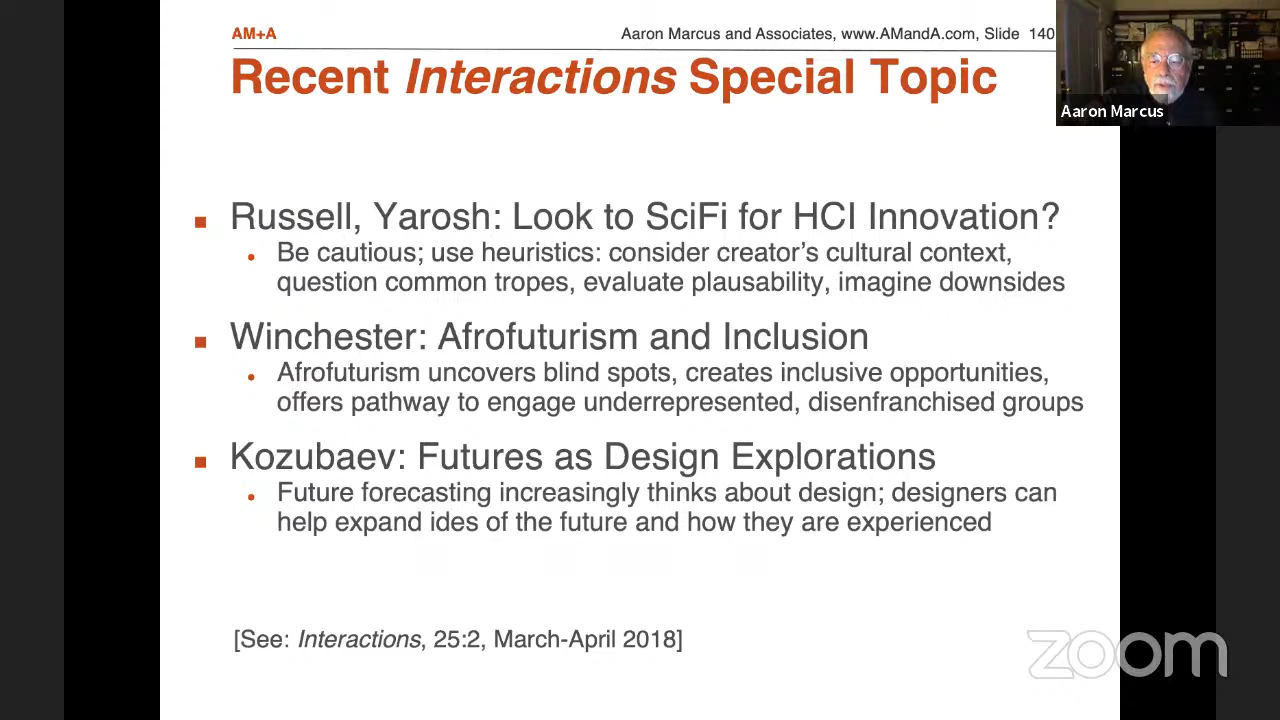 AM+A
Aaron Marcus and Associates, www.AMandA.com, Slide 140
Recent Interactions Special Topic
Aaron Marcus
Russell, Yarosh: Look to SciFi for HCI Innovation?
Be cautious; use heuristics: consider creator’s cultural context,
question common tropes, evaluate plausability, imagine downsides
Winchester: Afrofuturism and Inclusion
Afrofuturism uncovers blind spots, creates inclusive opportunities,
offers pathway to engage underrepresented, disenfranchised groups
Kozubaev: Futures as Design Explorations
Future forecasting increasingly thinks about design; designers can
help expand ides of the future and how they are experienced
[See: Interactions, 25:2, March-April 2018]
zoom